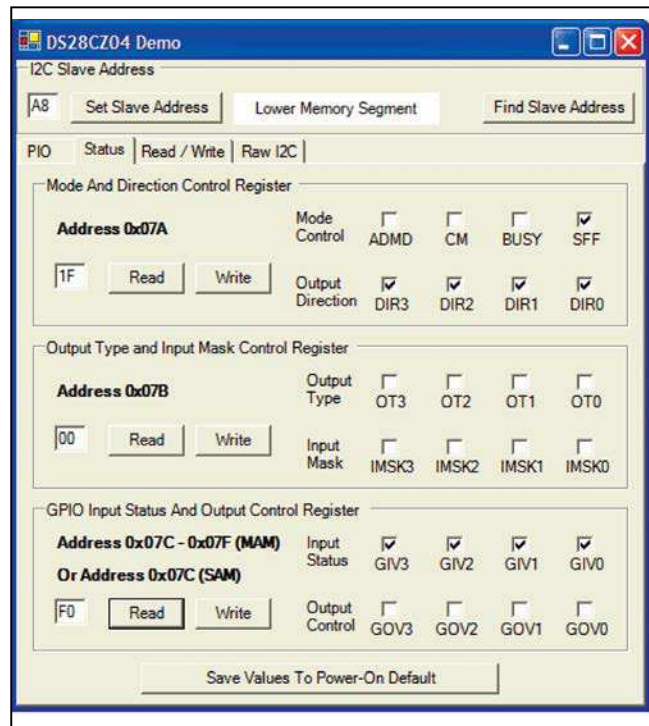 DS28CZ04 Demo
I2C Slave Address
A8 Set Slave Address Lower Memory Segment Find Slave Address
PIO Status Read / Write Raw I2C
Mode And Direction Control Register
Address 0x07A
Mode Control ADMD CM BUSY SFF
1F Read Write
Output Direction DIR3 DIR2 DIR1 DIR0
Output Type and Input Mask Control Register
Address 0x07B
Output Type OT3 OT2 OT1 OT0
00 Read Write
Input Mask IMSK3 IMSK2 IMSK1 IMSK0
GPIO Input Status And Output Control Register
Address 0x07C - 0x07F (MAM)
Or Address 0x07C (SAM)
Input Status GIV3 GIV2 GIV1 GIV0
F0 Read Write
Output Control GOV3 GOV2 GOV1 GOV0
Save Values To Power-On Default